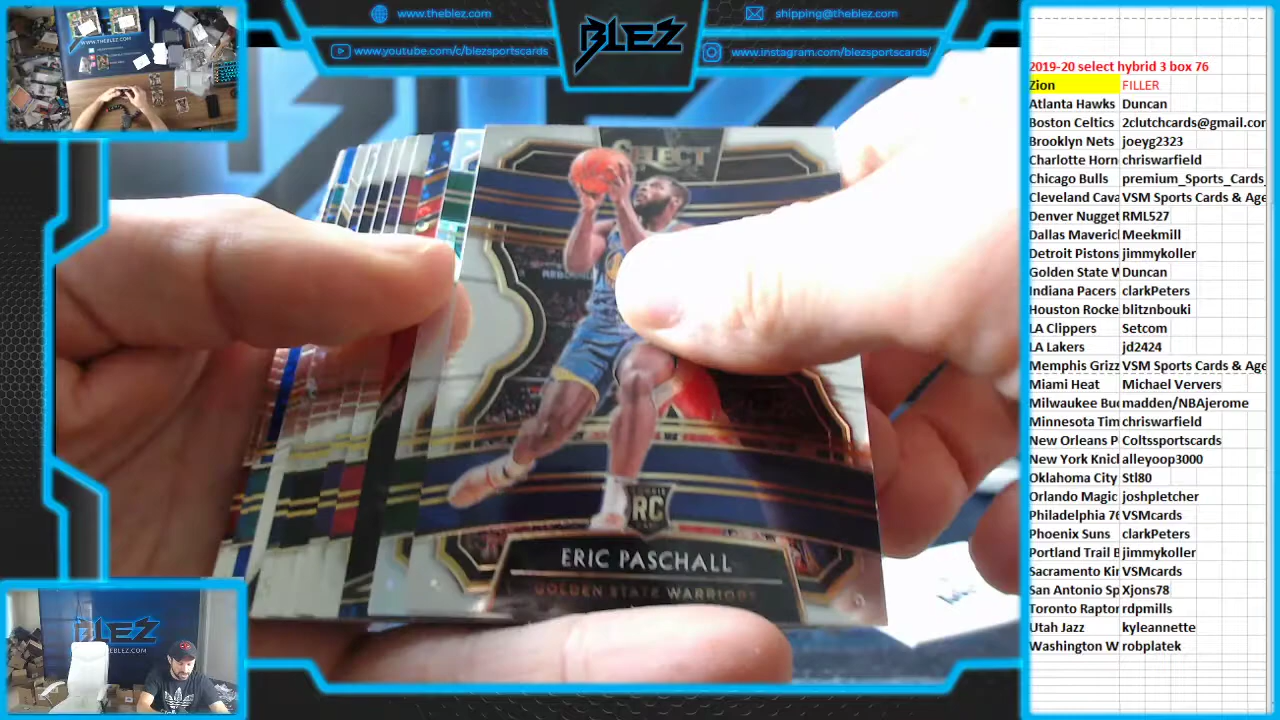 www.theblez.com
shipping@theblez.com
www.youtube.com/c/blezsportscards
BLEZ
www.instagram.com/blezsportscards/
SELECT
RC
ERIC PASCHALL
GOLDEN STATE WARRIORS
BLEZ
2019-20 select hybrid 3 box 76
Zion FILLER
Atlanta Hawks Duncan
Boston Celtics 2clutchcards@gmail.cor
Brooklyn Nets joeyg2323
Charlotte Horn chriswarfield
Chicago Bulls premium_Sports_Cards_
Cleveland Cava VSM Sports Cards & Age
Denver Nugget RML527
Dallas Maveric Meekmill
Detroit Pistons jimmykoller
Golden State W Duncan
Indiana Pacers clarkPeters
Houston Rocke blitznbouki
LA Clippers Setcom
LA Lakers jd2424
Memphis Grizz VSM Sports Cards & Age
Miami Heat Michael Ververs
Milwaukee Buc madden/NBAjerome
Minnesota Tim chriswarfield
New Orleans P Coltssportscards
New York Knick alleyoop3000
Oklahoma City Stl80
Orlando Magic joshpletcher
Philadelphia 76 VSMcards
Phoenix Suns clarkPeters
Portland Trail B jimmykoller
Sacramento Kin VSMcards
San Antonio Sp Xjons78
Toronto Raptor rdpmills
Utah Jazz kyleannette
Washington W robplatek